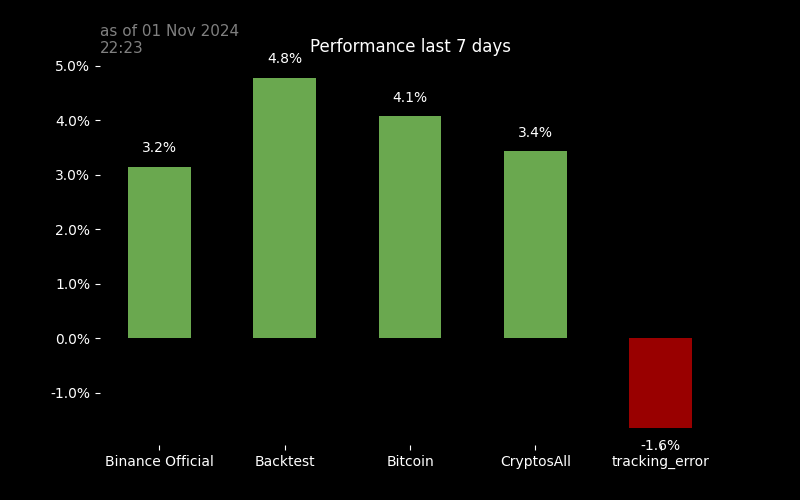 as of 01 Nov 2024
22:23
Performance last 7 days
5.0%
4.0%
3.0%
2.0%
1.0%
0.0%
-1.0%
3.2%
4.8%
4.1%
3.4%
-1.6%
Binance Official
Backtest
Bitcoin
CryptosAll
tracking_error